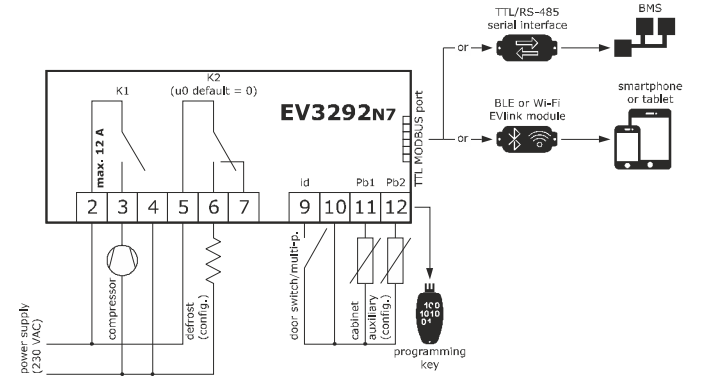 TTL/RS-485
serial interface
BMS
or
K1
K2
(u0 default = 0)
EV3292N7
max. 12 A
TTL MODBUS port
or
BLE or Wi-Fi
EVlink module
smartphone
or tablet
Id
Pb1
Pb2
2
3
4
5
6
7
9
10
11
12
compressor
defrost
(config.)
door switch/multi-p.
cabinet
auxiliary
(config.)
power supply
(230 VAC)
100
1010
01
programming
key